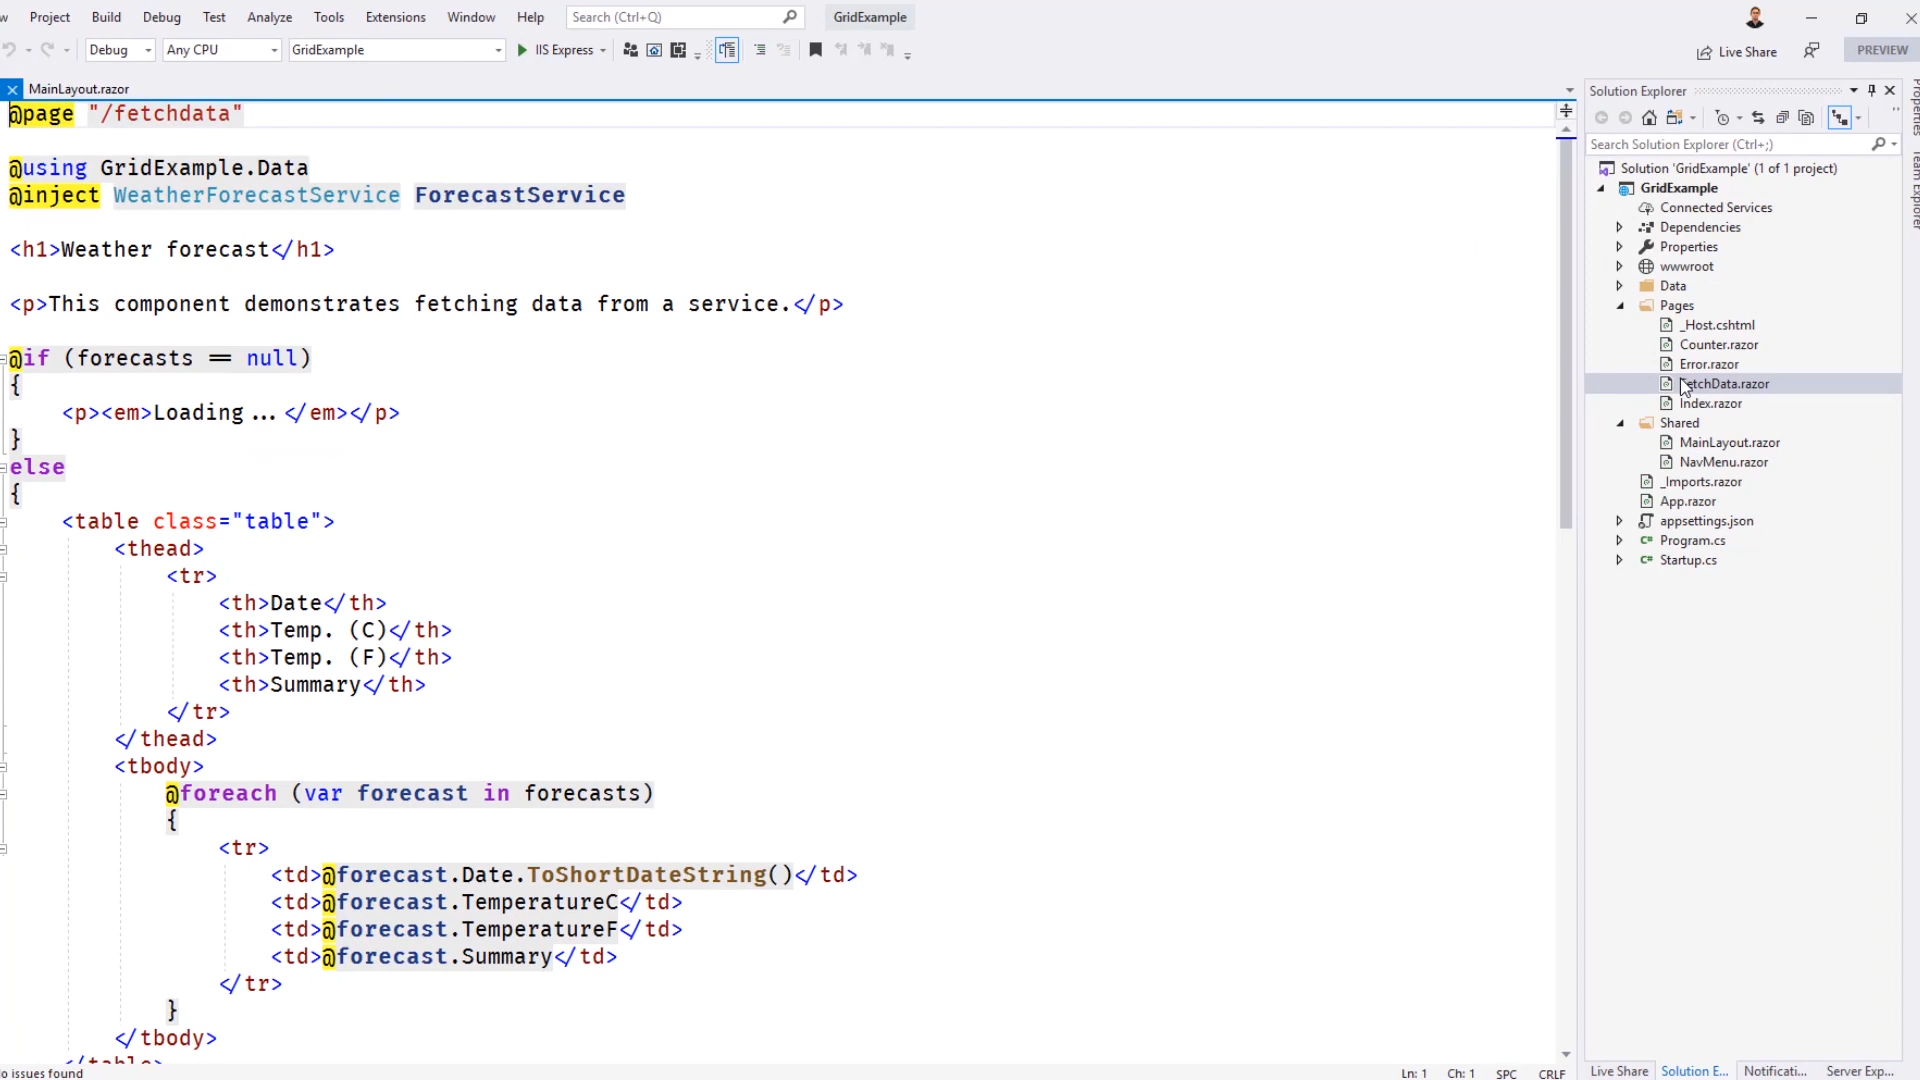 w Project Build Debug Test Analyze Tools Extensions Window Help Search (Ctrl+Q) GridExample
Debug Any CPU GridExample IIS Express Live Share PREVIEW
MainLayout.razor
@page "/fetchdata"
@using GridExample.Data
@inject WeatherForecastService ForecastService
<h1>Weather forecast</h1>
<p>This component demonstrates fetching data from a service.</p>
@if (forecasts == null)
{
<p><em>Loading...</em></p>
}
else
{
<table class="table">
<thead>
<tr>
<th>Date</th>
<th>Temp. (C)</th>
<th>Temp. (F)</th>
<th>Summary</th>
</tr>
</thead>
<tbody>
@foreach (var forecast in forecasts)
{
<tr>
<td>@forecast.Date.ToShortDateString()</td>
<td>@forecast.TemperatureC</td>
<td>@forecast.TemperatureF</td>
<td>@forecast.Summary</td>
</tr>
}
</tbody>
</table>
o issues found
Ln: 1 Ch: 1 SPC CRLF
Solution Explorer
Search Solution Explorer (Ctrl+;)
Solution 'GridExample' (1 of 1 project)
GridExample
Connected Services
Dependencies
Properties
wwwroot
Data
Pages
_Host.cshtml
Counter.razor
Error.razor
FetchData.razor
Index.razor
Shared
MainLayout.razor
NavMenu.razor
_Imports.razor
App.razor
appsettings.json
C# Program.cs
C# Startup.cs
Live Share Solution E... Notificati... Server Exp...
Properties
Team Explorer